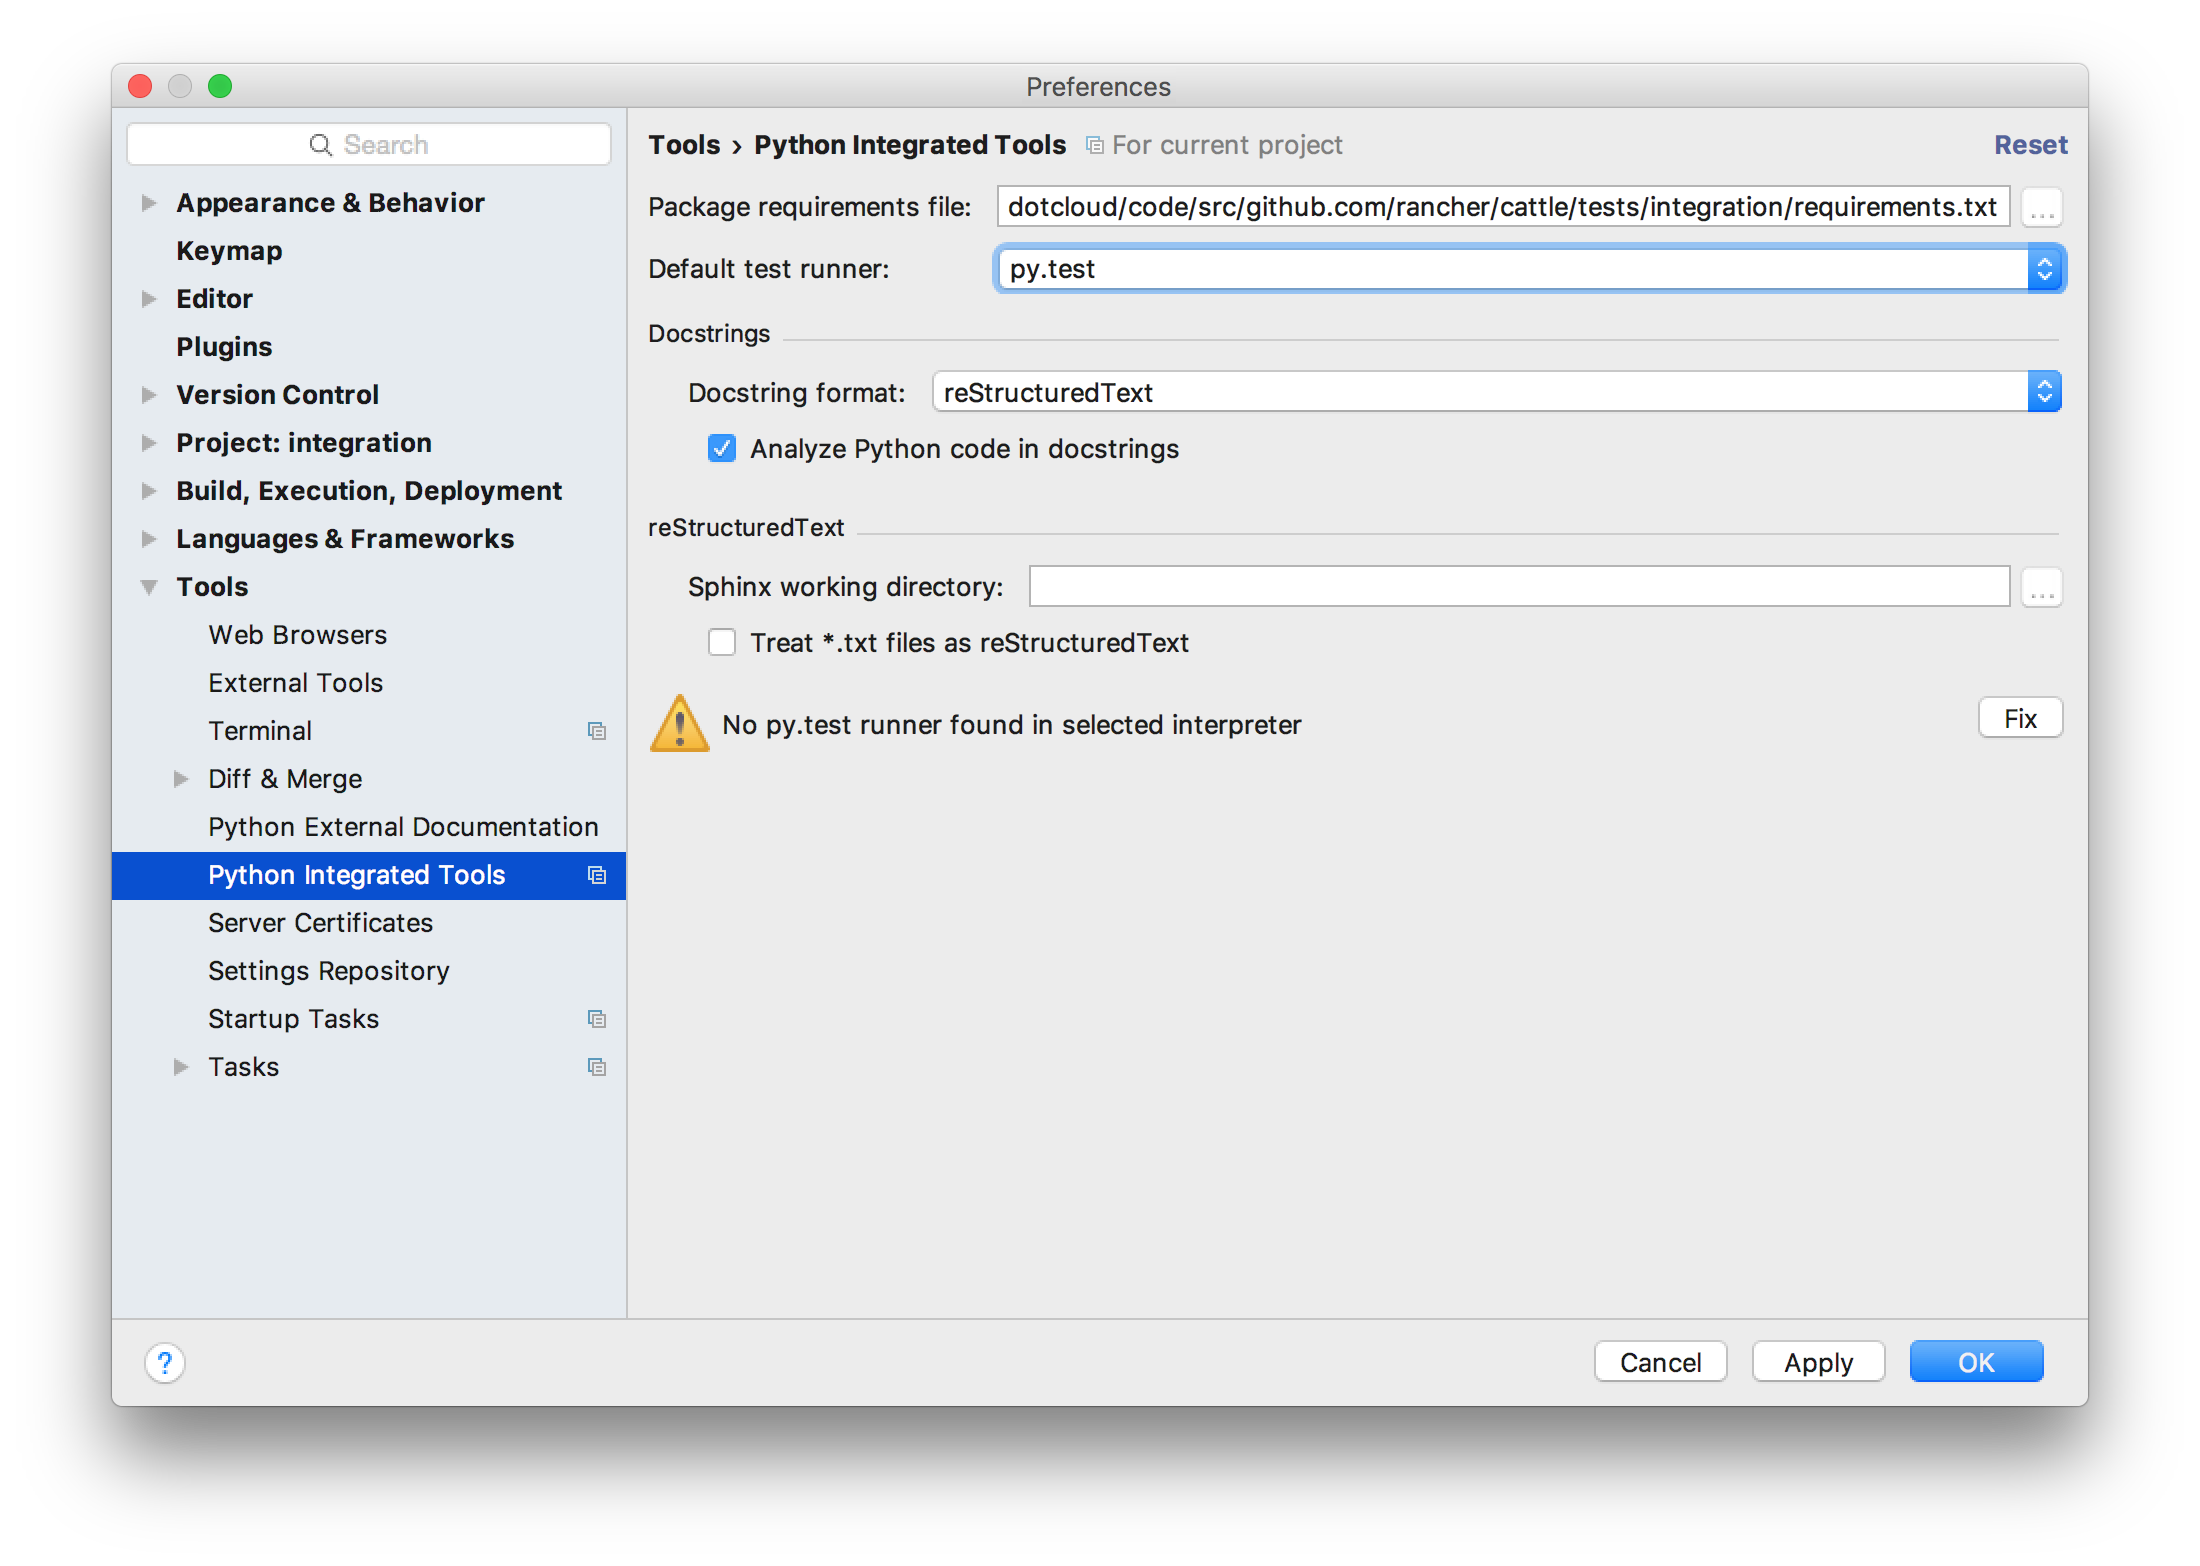 Preferences
Search
Appearance & Behavior
Keymap
Editor
Plugins
Version Control
Project: integration
Build, Execution, Deployment
Languages & Frameworks
Tools
Web Browsers
External Tools
Terminal
Diff & Merge
Python External Documentation
Python Integrated Tools
Server Certificates
Settings Repository
Startup Tasks
Tasks
Tools › Python Integrated Tools For current project Reset
Package requirements file: dotcloud/code/src/github.com/rancher/cattle/tests/integration/requirements.txt ...
Default test runner: py.test
Docstrings
Docstring format: reStructuredText
Analyze Python code in docstrings
reStructuredText
Sphinx working directory: ...
Treat *.txt files as reStructuredText
No py.test runner found in selected interpreter Fix
? Cancel Apply OK